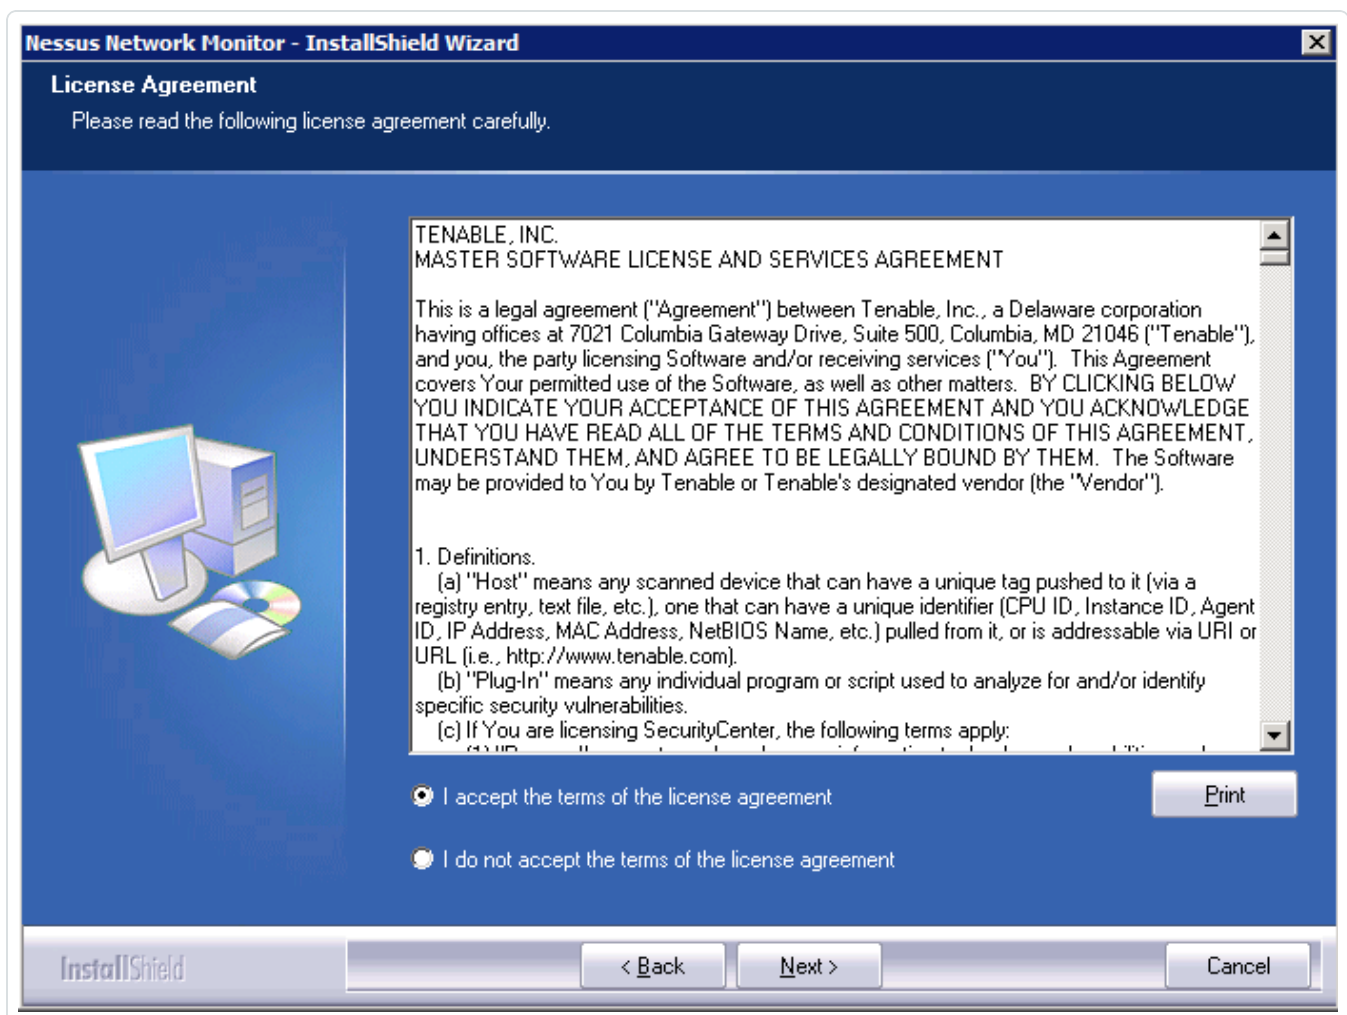 Nessus Network Monitor - InstallShield Wizard
License Agreement
Please read the following license agreement carefully.
TENABLE, INC.
MASTER SOFTWARE LICENSE AND SERVICES AGREEMENT
This is a legal agreement ("Agreement") between Tenable, Inc., a Delaware corporation
having offices at 7021 Columbia Gateway Drive, Suite 500, Columbia, MD 21046 ("Tenable"),
and you, the party licensing Software and/or receiving services ("You").  This Agreement
covers Your permitted use of the Software, as well as other matters.  BY CLICKING BELOW
YOU INDICATE YOUR ACCEPTANCE OF THIS AGREEMENT AND YOU ACKNOWLEDGE
THAT YOU HAVE READ ALL OF THE TERMS AND CONDITIONS OF THIS AGREEMENT,
UNDERSTAND THEM, AND AGREE TO BE LEGALLY BOUND BY THEM.  The Software
may be provided to You by Tenable or Tenable's designated vendor (the "Vendor").
1. Definitions.
(a) "Host" means any scanned device that can have a unique tag pushed to it (via a
registry entry, text file, etc.), one that can have a unique identifier (CPU ID, Instance ID, Agent
ID, IP Address, MAC Address, NetBIOS Name, etc.) pulled from it, or is addressable via URI or
URL (i.e., http://www.tenable.com).
(b) "Plug-In" means any individual program or script used to analyze for and/or identify
specific security vulnerabilities.
(c) If You are licensing SecurityCenter, the following terms apply:
I accept the terms of the license agreement
Print
I do not accept the terms of the license agreement
InstallShield
< Back
Next >
Cancel